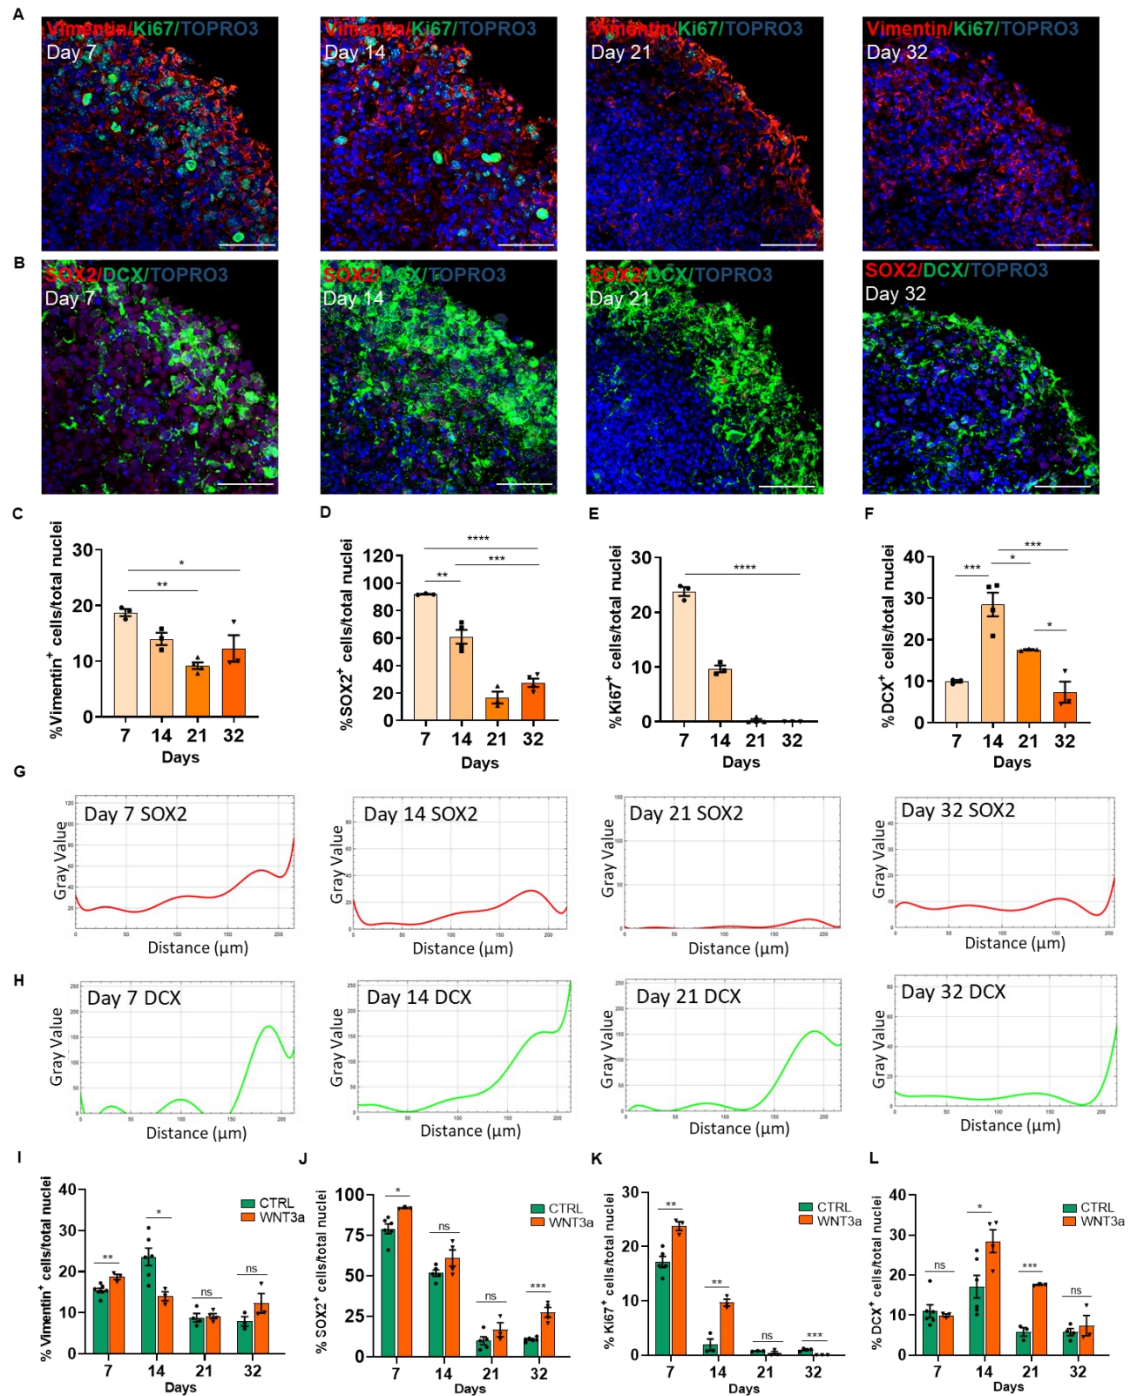 A
Vimentin/Ki67/TOPRO3
Day 7
Vimentin/Ki67/TOPRO3
Day 14
Vimentin/Ki67/TOPRO3
Day 21
Vimentin/Ki67/TOPRO3
Day 32
B
SOX2/DCX/TOPRO3
Day 7
SOX2/DCX/TOPRO3
Day 14
SOX2/DCX/TOPRO3
Day 21
SOX2/DCX/TOPRO3
Day 32
C
%Vimentin+ cells/total nuclei
30
20
10
0
*
**
7 14 21 32
Days
D
%SOX2+ cells/total nuclei
120
100
80
60
40
20
0
****
***
**
7 14 21 32
Days
E
%Ki67+ cells/total nuclei
30
20
10
0
****
7 14 21 32
Days
F
%DCX+ cells/total nuclei
40
30
20
10
0
***
*** *
*
7 14 21 32
Days
G
Day 7 SOX2
Gray Value
Distance (μm)
Day 14 SOX2
Gray Value
Distance (μm)
Day 21 SOX2
Gray Value
Distance (μm)
Day 32 SOX2
Gray Value
Distance (μm)
H
Day 7 DCX
Gray Value
Distance (μm)
Day 14 DCX
Gray Value
Distance (μm)
Day 21 DCX
Gray Value
Distance (μm)
Day 32 DCX
Gray Value
Distance (μm)
I
% Vimentin+ cells/total nuclei
40
30
20
10
0
CTRL
WNT3a
** * ns ns
7 14 21 32
Days
J
% SOX2+ cells/total nuclei
100
75
50
25
0
CTRL
WNT3a
* ns ns ***
7 14 21 32
Days
K
% Ki67+ cells/total nuclei
30
20
10
0
CTRL
WNT3a
** ** ns ***
7 14 21 32
Days
L
% DCX+ cells/total nuclei
40
30
20
10
0
CTRL
WNT3a
ns * *** ns
7 14 21 32
Days